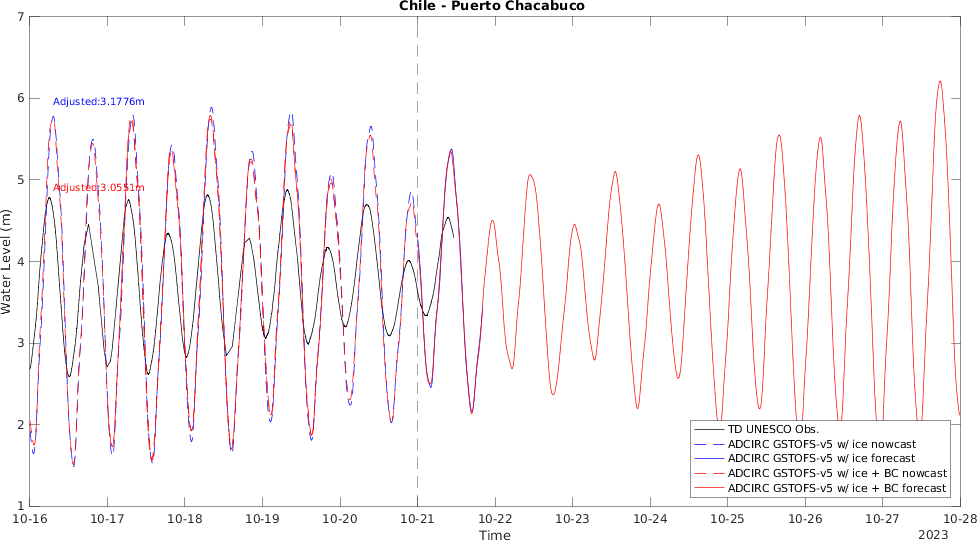 Chile - Puerto Chacabuco
7
6
5
4
3
2
1
Water Level (m)
Adjusted:3.1776m
Adjusted:3.0551m
TD UNESCO Obs.
ADCIRC GSTOFS-v5 w/ ice nowcast
ADCIRC GSTOFS-v5 w/ ice forecast
ADCIRC GSTOFS-v5 w/ ice + BC nowcast
ADCIRC GSTOFS-v5 w/ ice + BC forecast
10-16 10-17 10-18 10-19 10-20 10-21 10-22 10-23 10-24 10-25 10-26 10-27 10-28
Time
2023